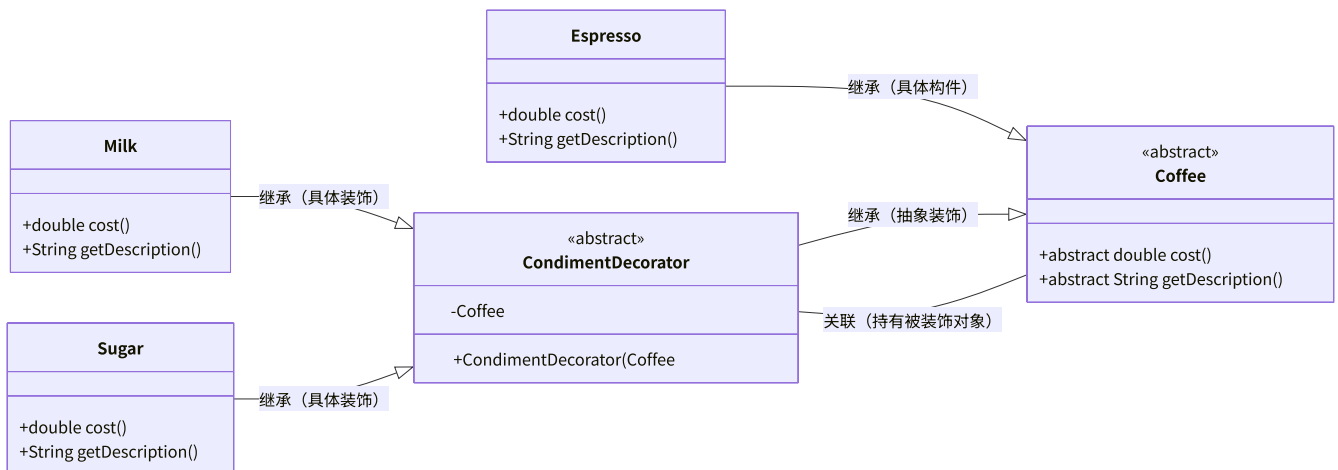 Espresso
+double cost()
+String getDescription()
继承（具体构件）
«abstract»
Coffee
+abstract double cost()
+abstract String getDescription()
Milk
+double cost()
+String getDescription()
继承（具体装饰）
«abstract»
CondimentDecorator
-Coffee
+CondimentDecorator(Coffee
继承（抽象装饰）
关联（持有被装饰对象）
Sugar
+double cost()
+String getDescription()
继承（具体装饰）